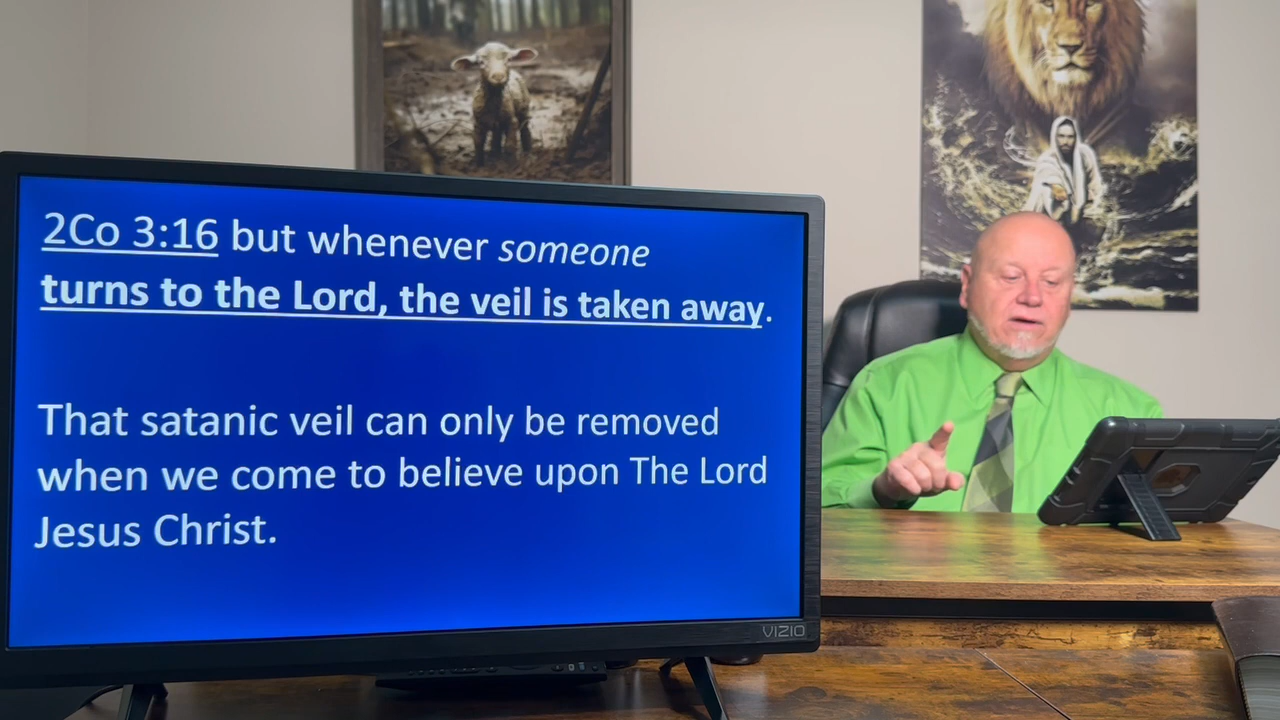 2Co 3:16 but whenever someone
turns to the Lord, the veil is taken away.
That satanic veil can only be removed
when we come to believe upon The Lord
Jesus Christ.
VIZIO